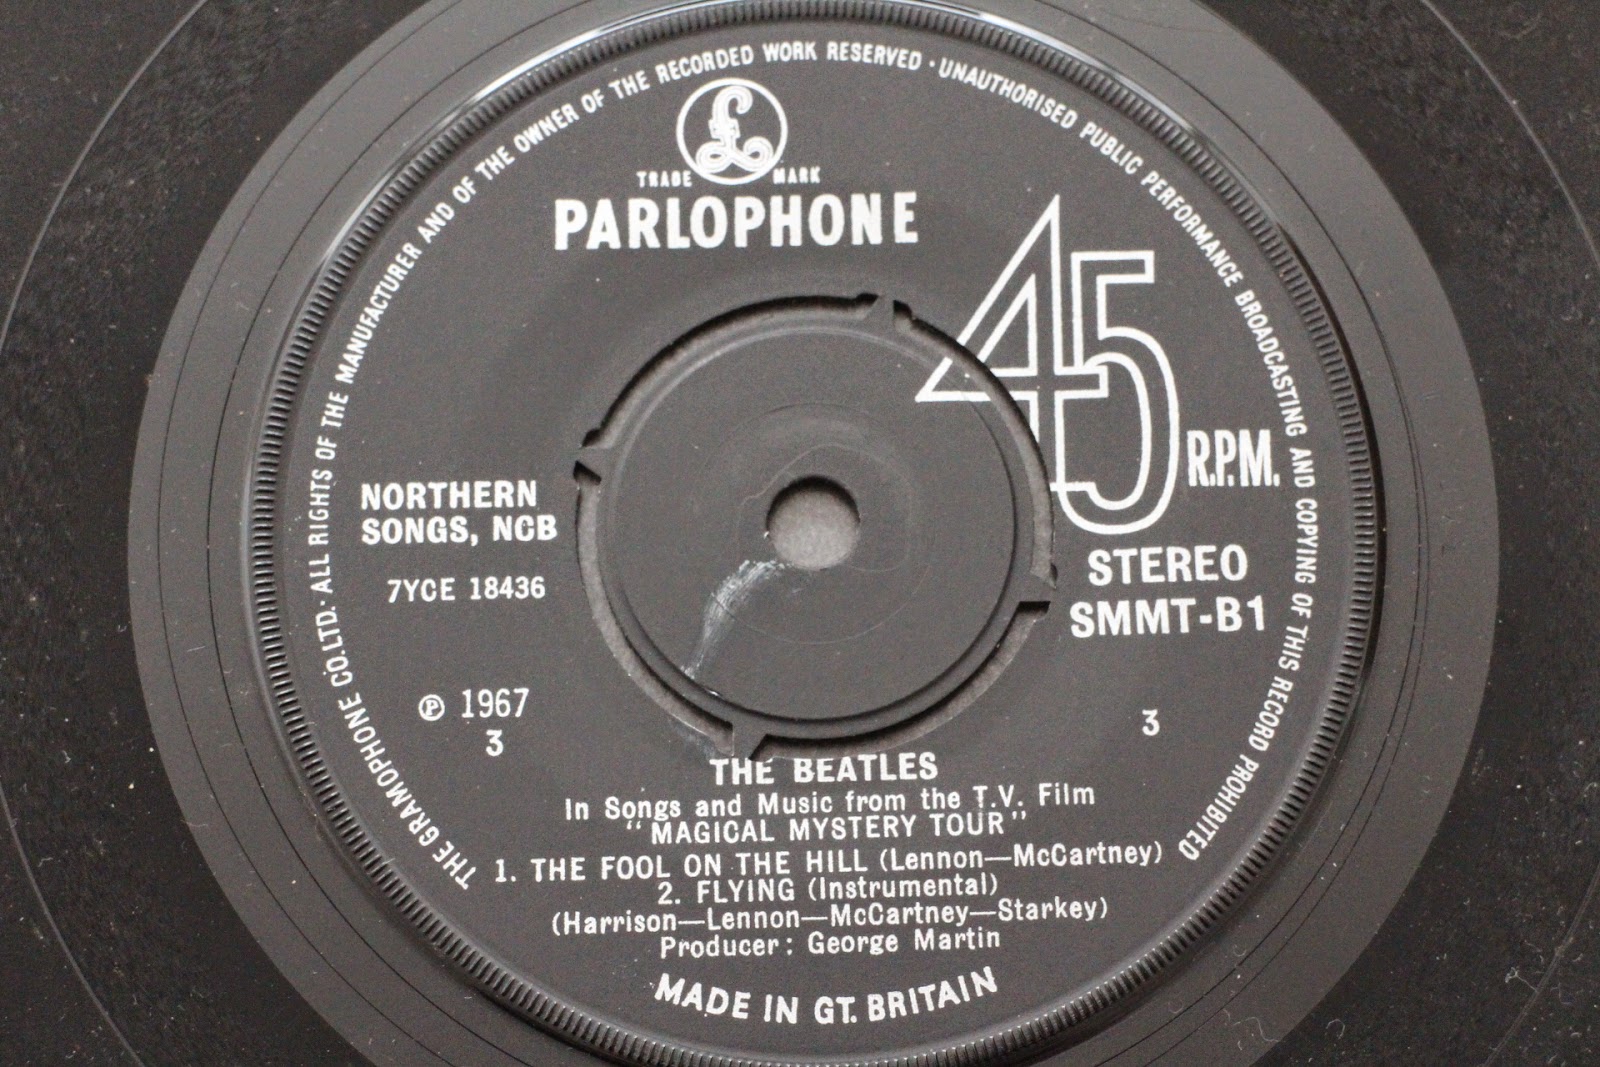 THE GRAMOPHONE CO. LTD. · ALL RIGHTS OF THE MANUFACTURER AND OF THE OWNER OF THE RECORDED WORK RESERVED · UNAUTHORISED PUBLIC PERFORMANCE BROADCASTING AND COPYING OF THIS RECORD PROHIBITED
£
TRADE MARK
PARLOPHONE
45 R.P.M.
NORTHERN
SONGS, NCB
7YCE 18436
STEREO
SMMT-B1
℗ 1967
3
3
THE BEATLES
In Songs and Music from the T.V. Film
"MAGICAL MYSTERY TOUR"
1. THE FOOL ON THE HILL (Lennon—McCartney)
2. FLYING (Instrumental)
(Harrison—Lennon—McCartney—Starkey)
Producer: George Martin
MADE IN GT. BRITAIN